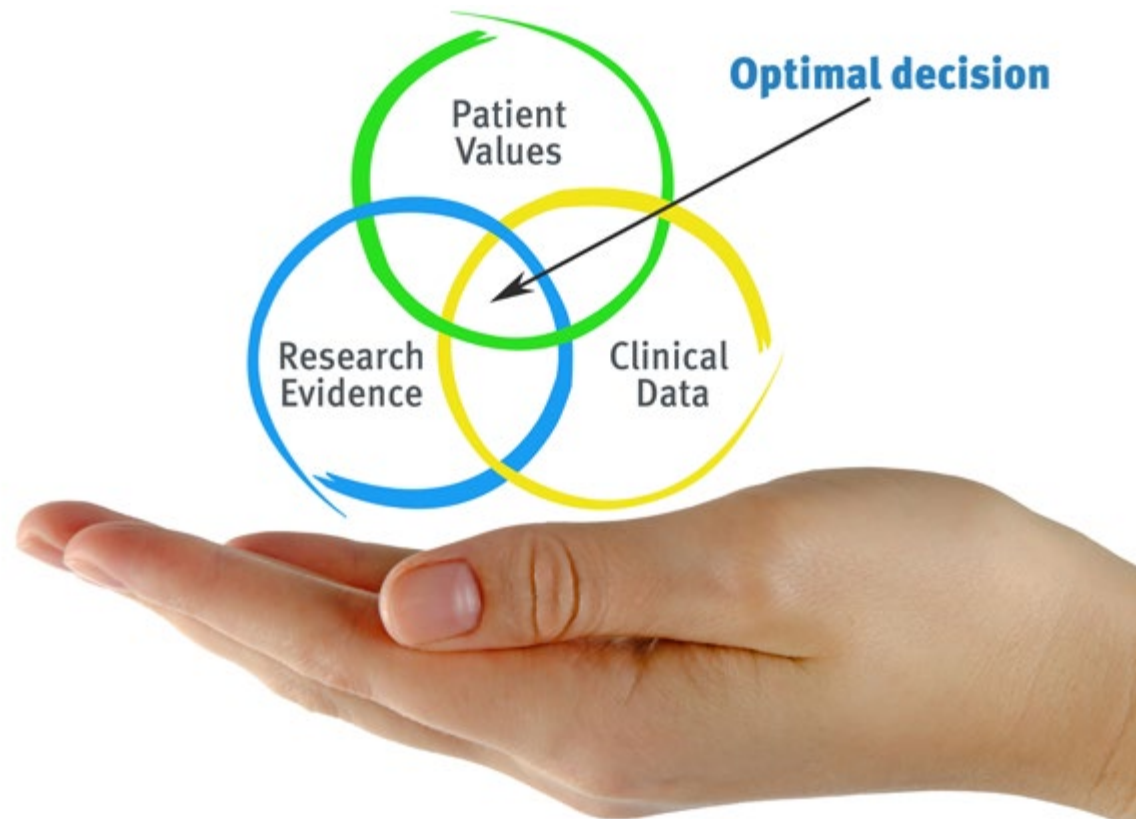 Optimal decision
Patient
Values
Research
Evidence
Clinical
Data